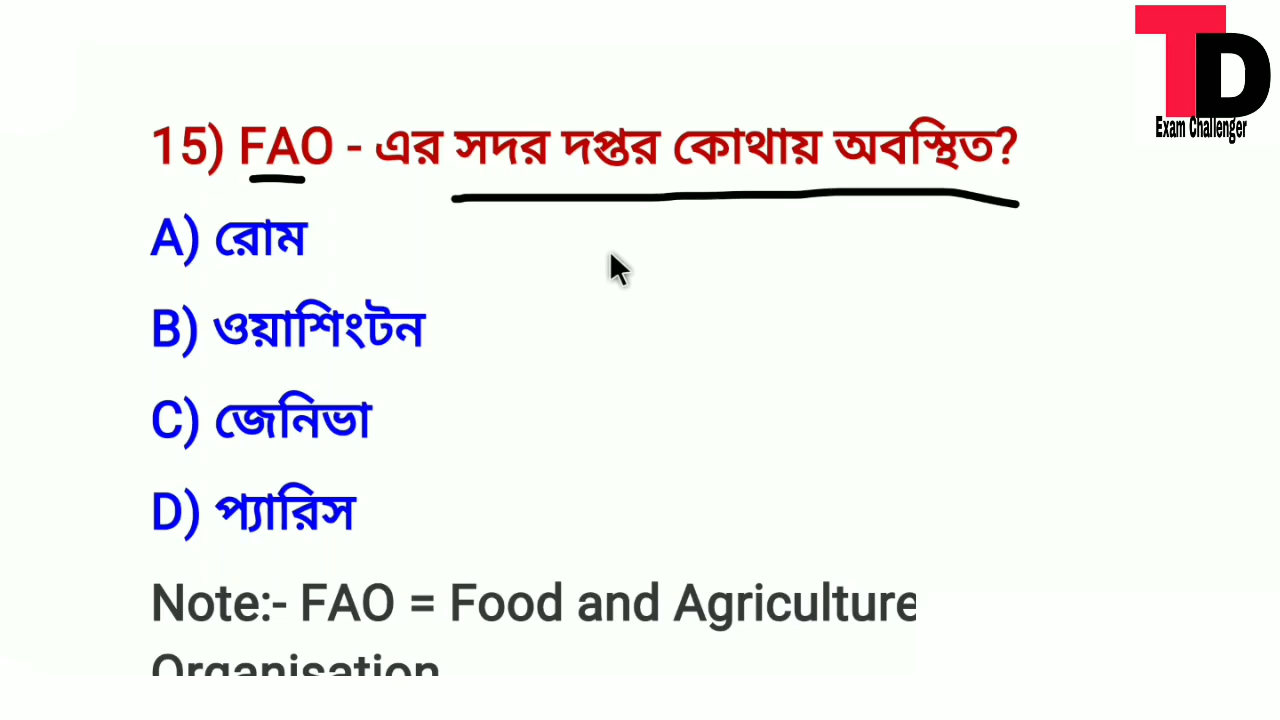 TD
Exam Challenger
15) FAO - এর সদর দপ্তর কোথায় অবস্থিত?
A) রোম
B) ওয়াশিংটন
C) জেনিভা
D) প্যারিস
Note:- FAO = Food and Agriculture
Organisation